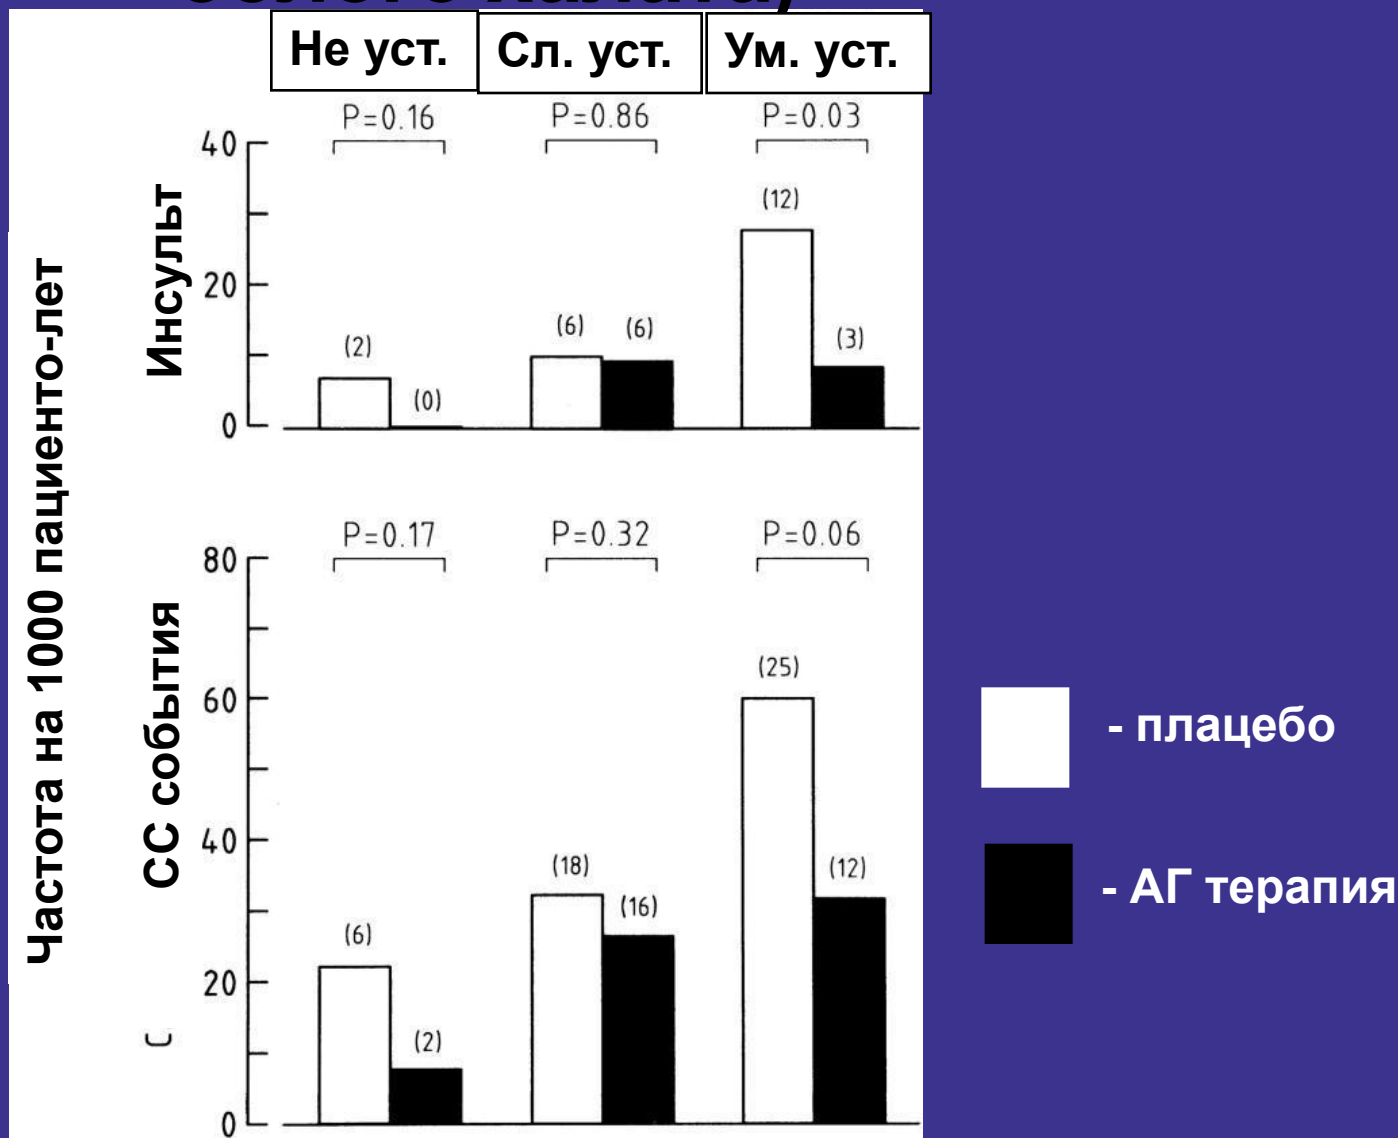 Не уст.
Сл. уст.
Ум. уст.
Частота на 1000 пациенто-лет
Инсульт
P=0.16
P=0.86
P=0.03
40
20
0
(2)
(0)
(6)
(6)
(12)
(3)
СС события
P=0.17
P=0.32
P=0.06
80
60
40
20
0
(6)
(2)
(18)
(16)
(25)
(12)
- плацебо
- АГ терапия